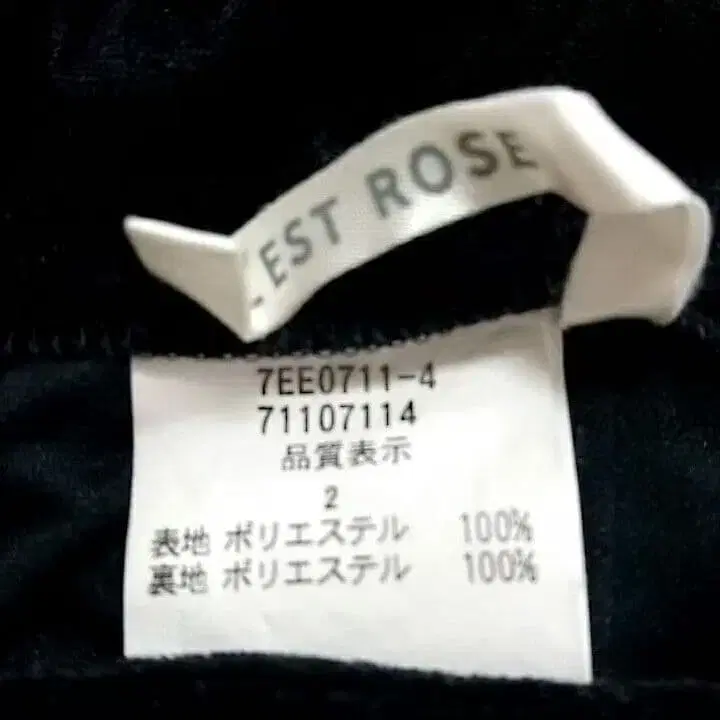 EST ROSE
7EE0711-4
71107114
品質表示
2
表地 ポリエステル 100%
裏地 ポリエステル 100%